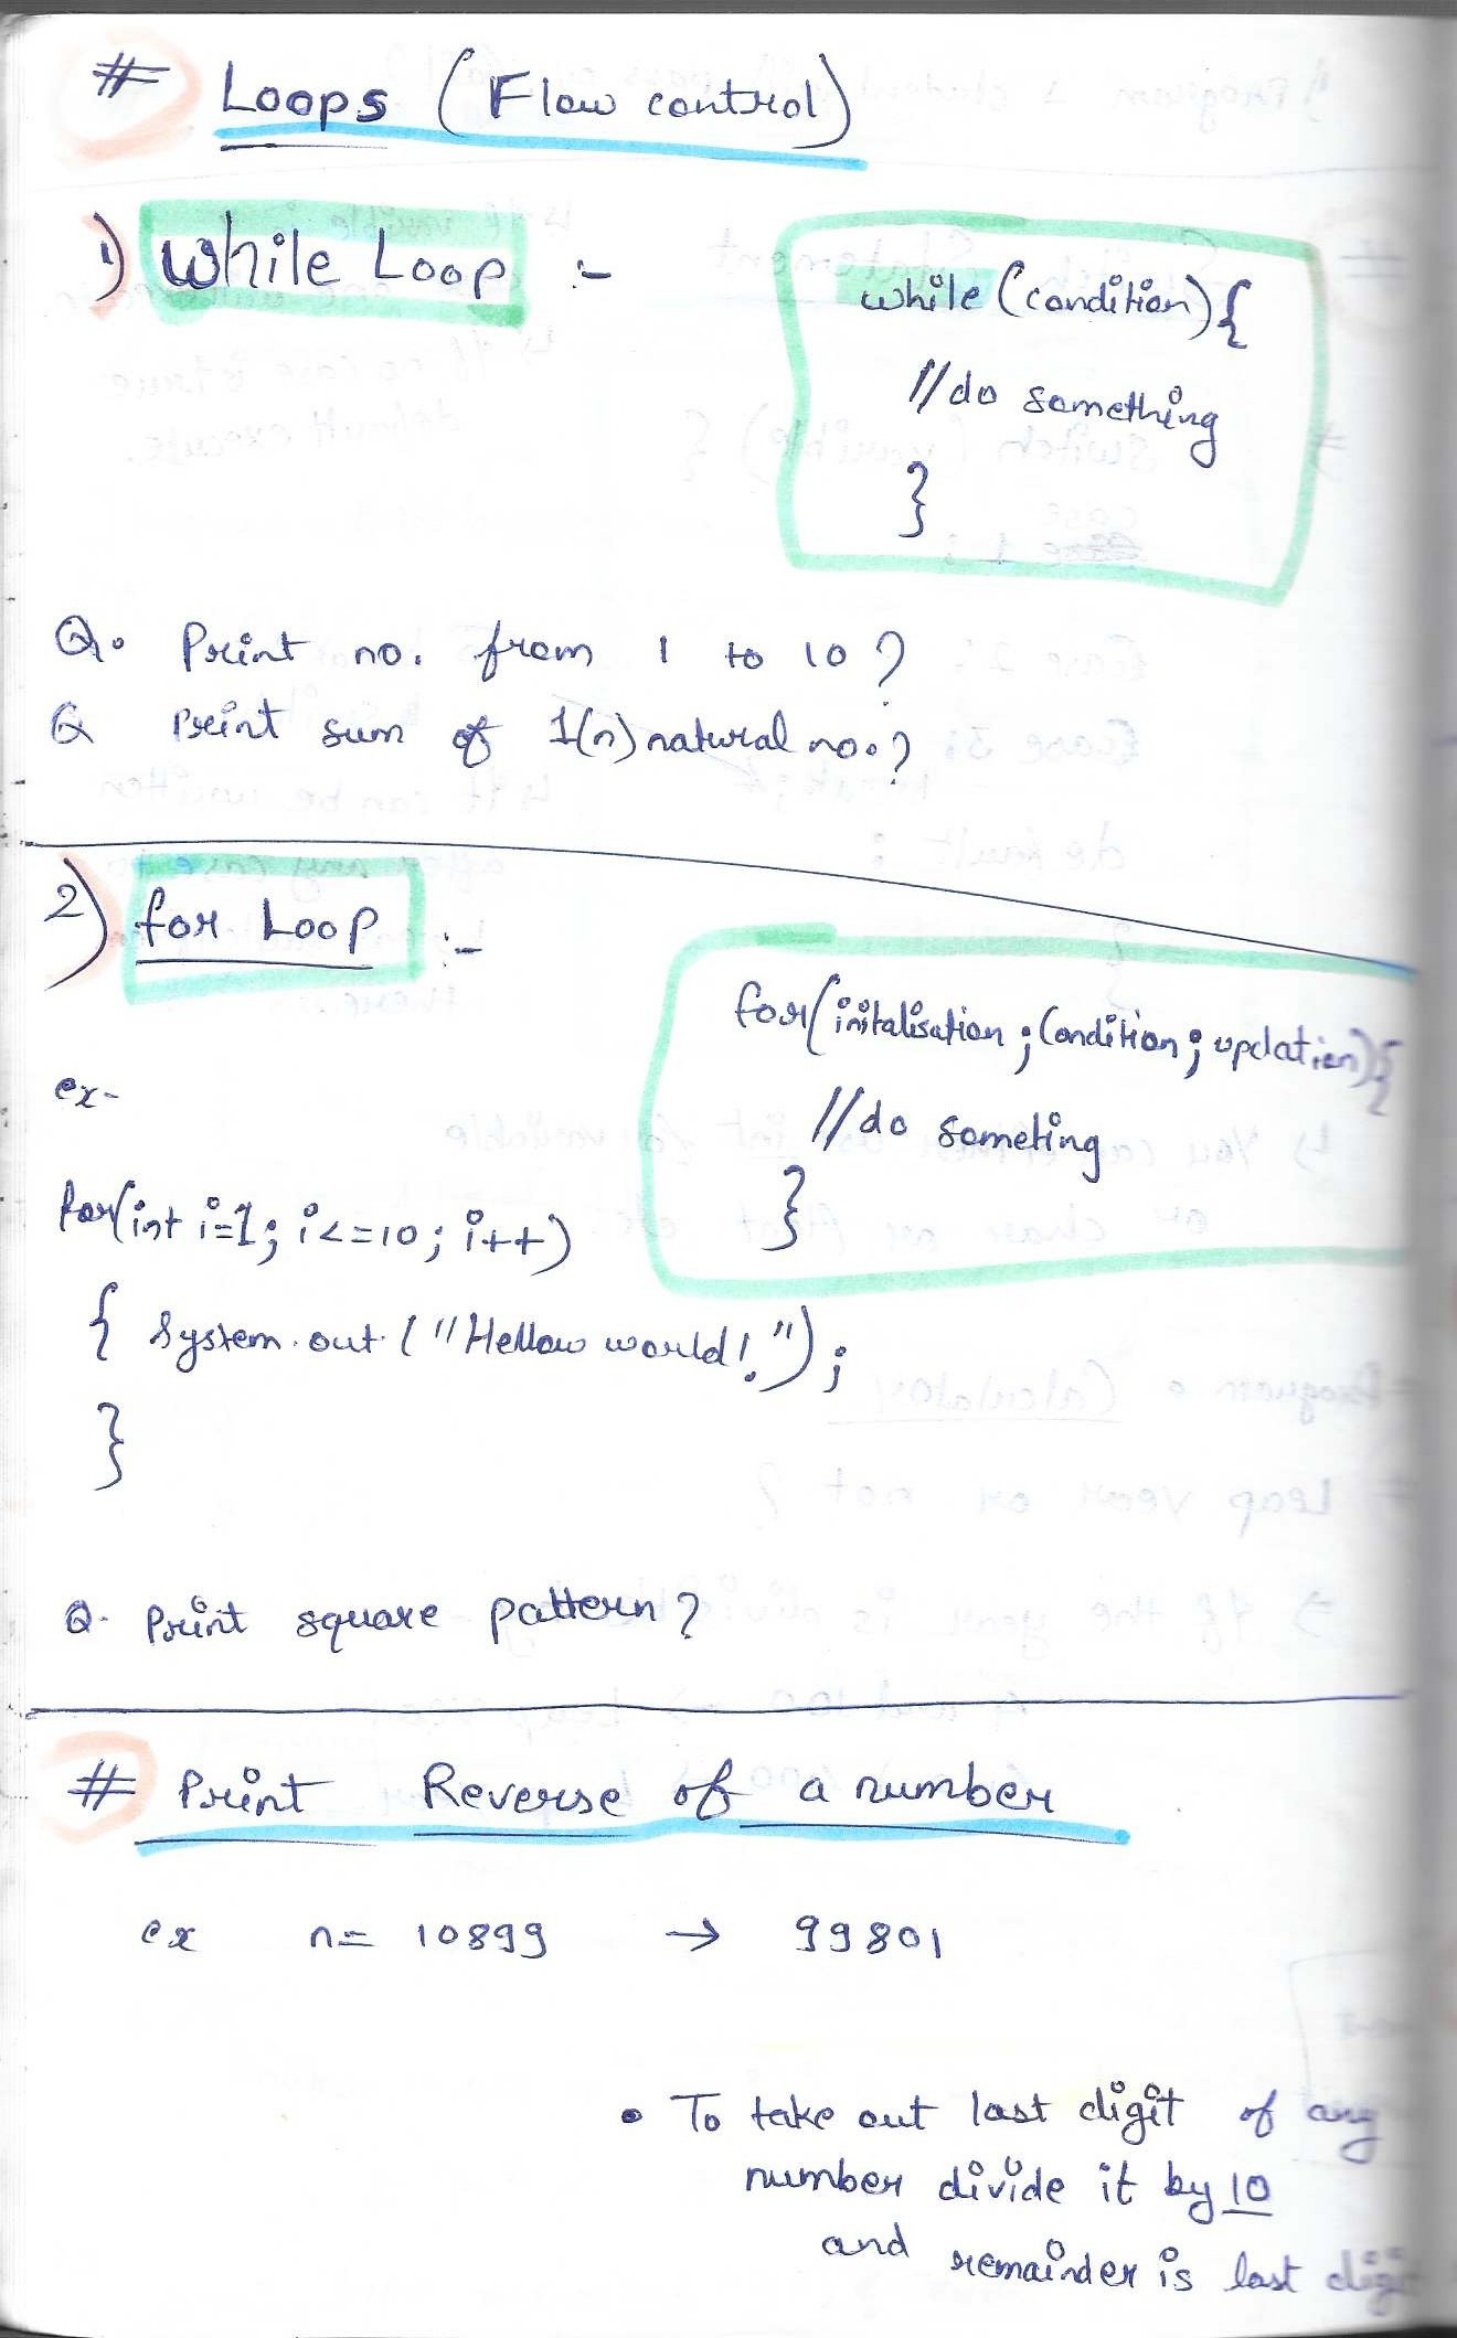 # Loops (Flow control)
1) While Loop :-
while (condition) {
//do something
}
Q. Print no. from 1 to 10 ?
Q Print sum of 1(n) natural no. ?
2) for Loop :-
for(initalisation ; Condition ; updation) {
//do someting
}
ex-
for(int i=1; i<=10; i++)
{ System.out ("Hellow world!");
}
Q. Print square pattern ?
# Print Reverse of a number
ex n= 10899 → 99801
• To take out last digit of any
number divide it by 10
and remainder is last digit